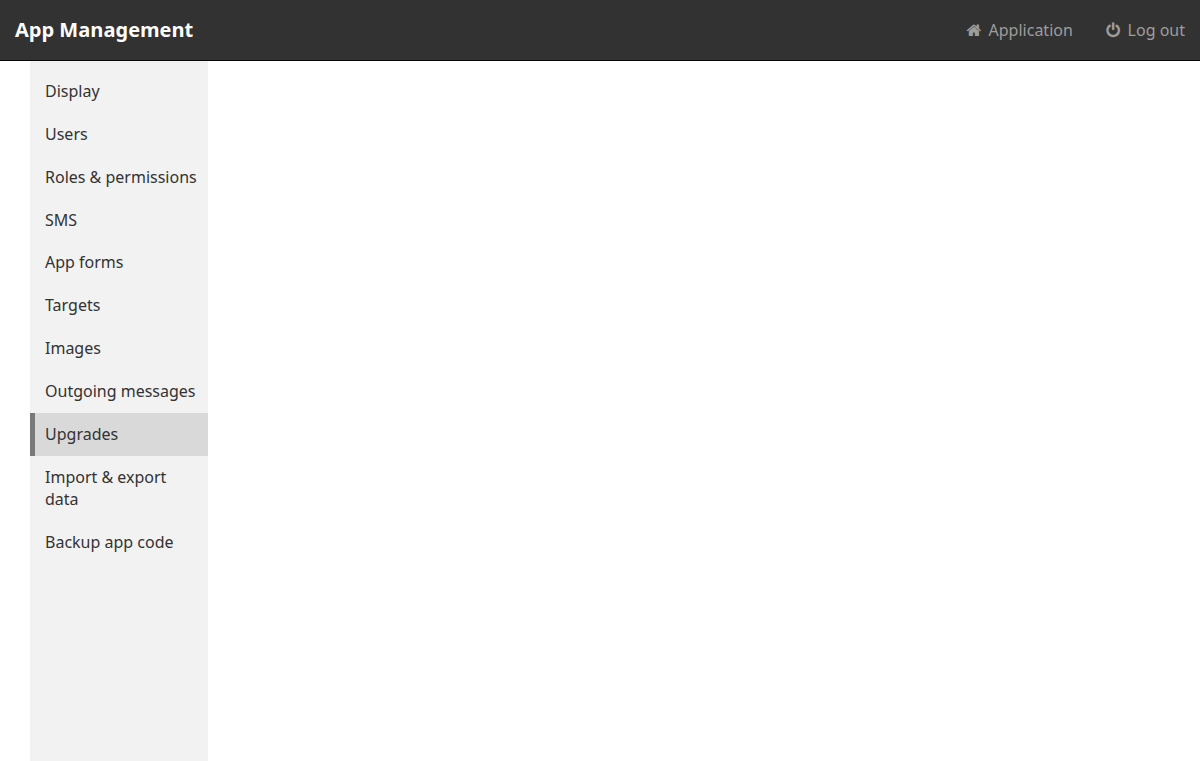 App Management
Application
Log out
Display
Users
Roles & permissions
SMS
App forms
Targets
Images
Outgoing messages
Upgrades
Import & export
data
Backup app code